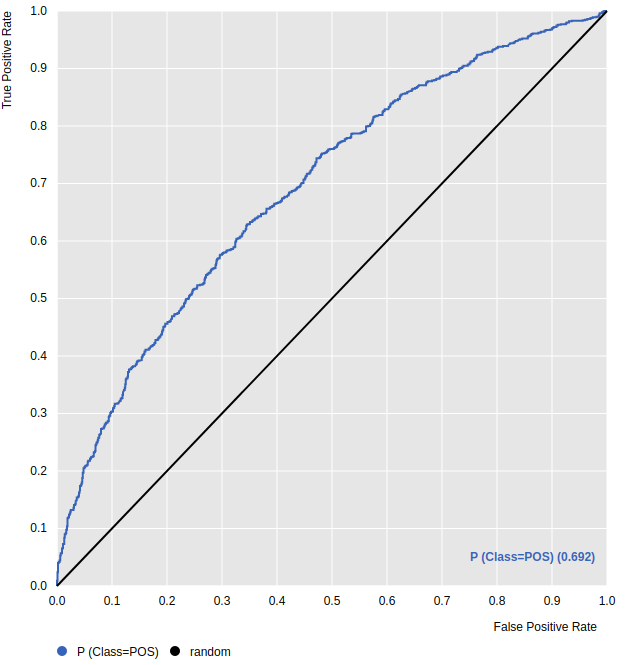 True Positive Rate
1.0
0.9
0.8
0.7
0.6
0.5
0.4
0.3
0.2
0.1
0.0
P (Class=POS) (0.692)
0.0 0.1 0.2 0.3 0.4 0.5 0.6 0.7 0.8 0.9 1.0
False Positive Rate
P (Class=POS) random